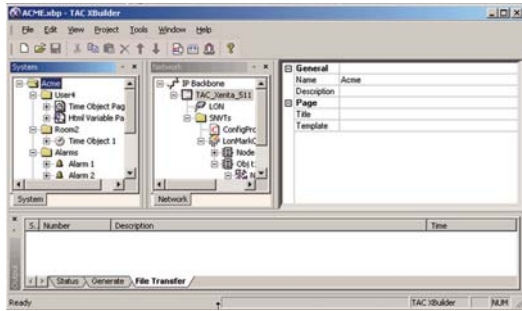 ACME.xbp - TAC XBuilder
File Edit View Project Tools Window Help
System
Acme
User4
Time Object Pag
Html Variable Pa
Room2
Time Object 1
Alarms
Alarm 1
Alarm 2
System
Network
IP Backbone
TAC_Xenta_511
LON
SNVTs
ConfigPro
LonMarkO
Node
Obj
Network
General
Name Acme
Description
Page
Title
Template
S.. Number Description Time
Output
Status Generate File Transfer
Ready TAC XBuilder NUM